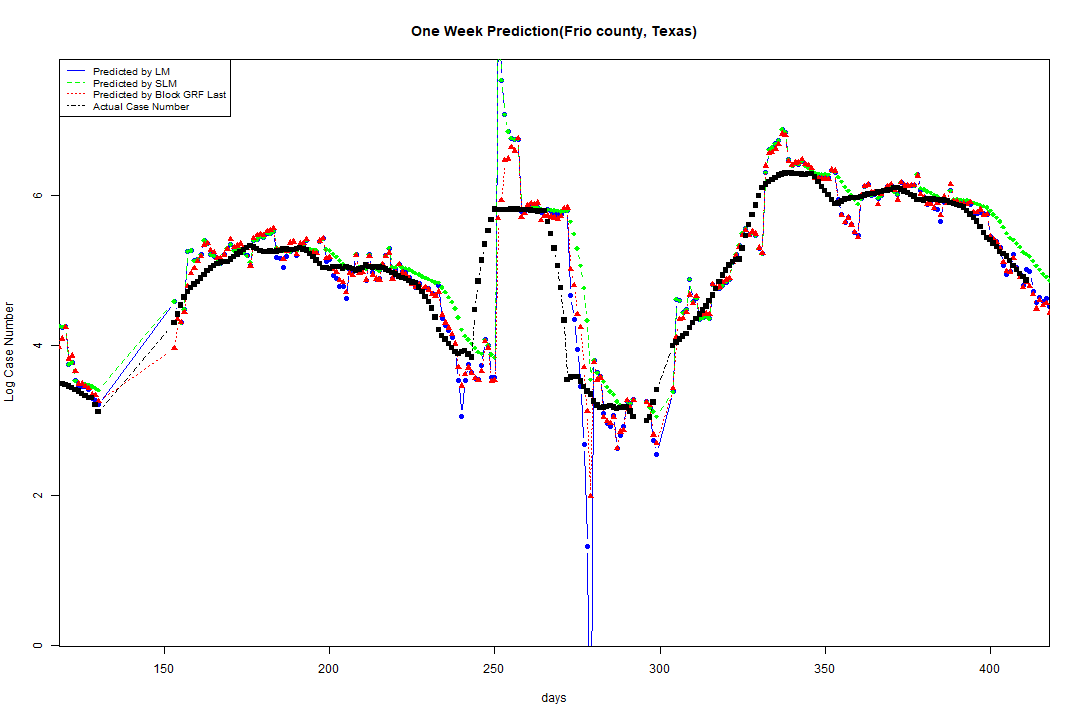 One Week Prediction(Frio county, Texas)
Predicted by LM
Predicted by SLM
Predicted by Block GRF Last
Actual Case Number
Log Case Number
6
4
2
0
150 200 250 300 350 400
days